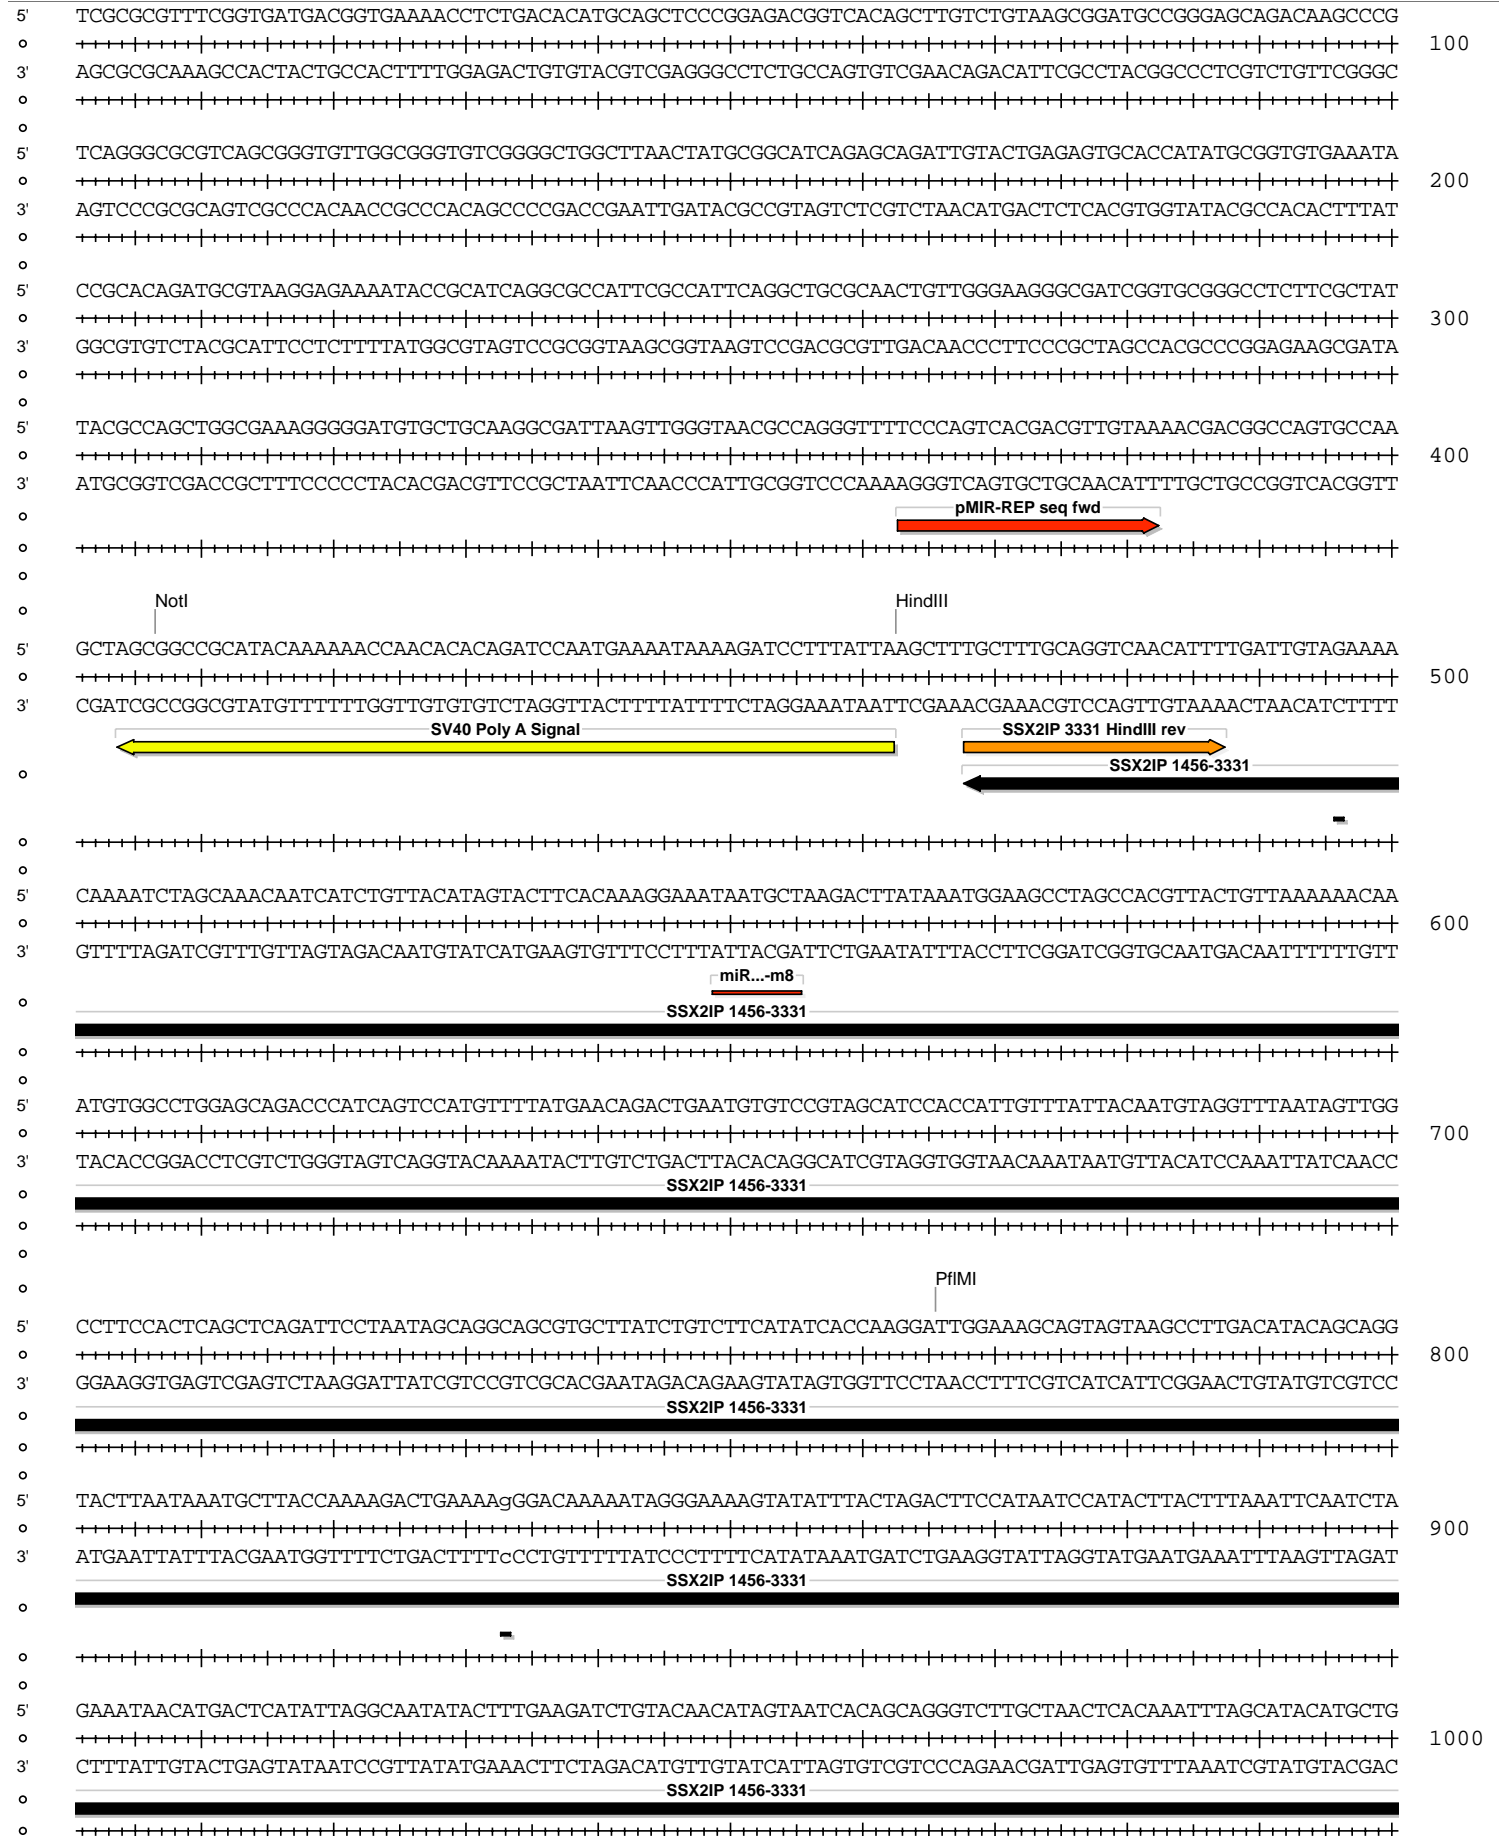 5' TCGCGCGTTTCGGTGATGACGGTGAAAACCTCTGACACATGCAGCTCCCGGAGACGGTCACAGCTTGTCTGTAAGCGGATGCCGGGAGCAGACAAGCCCG
100
3' AGCGCGCAAAGCCACTACTGCCACTTTTGGAGACTGTGTACGTCGAGGGCCTCTGCCAGTGTCGAACAGACATTCGCCTACGGCCCTCGTCTGTTCGGGC
5' TCAGGGCGCGTCAGCGGGTGTTGGCGGGTGTCGGGGCTGGCTTAACTATGCGGCATCAGAGCAGATTGTACTGAGAGTGCACCATATGCGGTGTGAAATA
200
3' AGTCCCGCGCAGTCGCCCACAACCGCCCACAGCCCCGACCGAATTGATACGCCGTAGTCTCGTCTAACATGACTCTCACGTGGTATACGCCACACTTTAT
5' CCGCACAGATGCGTAAGGAGAAAATACCGCATCAGGCGCCATTCGCCATTCAGGCTGCGCAACTGTTGGGAAGGGCGATCGGTGCGGGCCTCTTCGCTAT
300
3' GGCGTGTCTACGCATTCCTCTTTTATGGCGTAGTCCGCGGTAAGCGGTAAGTCCGACGCGTTGACAACCCTTCCCGCTAGCCACGCCCGGAGAAGCGATA
5' TACGCCAGCTGGCGAAAGGGGGATGTGCTGCAAGGCGATTAAGTTGGGTAACGCCAGGGTTTTCCCAGTCACGACGTTGTAAAACGACGGCCAGTGCCAA
400
3' ATGCGGTCGACCGCTTTCCCCCTACACGACGTTCCGCTAATTCAACCCATTGCGGTCCCAAAAGGGTCAGTGCTGCAACATTTTGCTGCCGGTCACGGTT
pMIR-REP seq fwd
NotI HindIII
5' GCTAGCGGCCGCATACAAAAAACCAACACACAGATCCAATGAAAATAAAAGATCCTTTATTAAGCTTTGCTTTGCAGGTCAACATTTTGATTGTAGAAAA
500
3' CGATCGCCGGCGTATGTTTTTTGGTTGTGTGTCTAGGTTACTTTTATTTTCTAGGAAATAATTCGAAACGAAACGTCCAGTTGTAAAACTAACATCTTTT
SV40 Poly A Signal SSX2IP 3331 HindIII rev
SSX2IP 1456-3331
5' CAAAATCTAGCAAACAATCATCTGTTACATAGTACTTCACAAAGGAAATAATGCTAAGACTTATAAATGGAAGCCTAGCCACGTTACTGTTAAAAAACAA
600
3' GTTTTAGATCGTTTGTTAGTAGACAATGTATCATGAAGTGTTTCCTTTATTACGATTCTGAATATTTACCTTCGGATCGGTGCAATGACAATTTTTTGTT
miR...-m8
SSX2IP 1456-3331
5' ATGTGGCCTGGAGCAGACCCATCAGTCCATGTTTTATGAACAGACTGAATGTGTCCGTAGCATCCACCATTGTTTATTACAATGTAGGTTTAATAGTTGG
700
3' TACACCGGACCTCGTCTGGGTAGTCAGGTACAAAATACTTGTCTGACTTACACAGGCATCGTAGGTGGTAACAAATAATGTTACATCCAAATTATCAACC
SSX2IP 1456-3331
PflMI
5' CCTTCCACTCAGCTCAGATTCCTAATAGCAGGCAGCGTGCTTATCTGTCTTCATATCACCAAGGATTGGAAAGCAGTAGTAAGCCTTGACATACAGCAGG
800
3' GGAAGGTGAGTCGAGTCTAAGGATTATCGTCCGTCGCACGAATAGACAGAAGTATAGTGGTTCCTAACCTTTCGTCATCATTCGGAACTGTATGTCGTCC
SSX2IP 1456-3331
5' TACTTAATAAATGCTTACCAAAAGACTGAAAAgGGACAAAAATAGGGAAAAGTATATTTACTAGACTTCCATAATCCATACTTACTTTAAATTCAATCTA
900
3' ATGAATTATTTACGAATGGTTTTCTGACTTTTcCCTGTTTTTATCCCTTTTCATATAAATGATCTGAAGGTATTAGGTATGAATGAAATTTAAGTTAGAT
SSX2IP 1456-3331
5' GAAATAACATGACTCATATTAGGCAATATACTTTGAAGATCTGTACAACATAGTAATCACAGCAGGGTCTTGCTAACTCACAAATTTAGCATACATGCTG
1000
3' CTTTATTGTACTGAGTATAATCCGTTATATGAAACTTCTAGACATGTTGTATCATTAGTGTCGTCCCAGAACGATTGAGTGTTTAAATCGTATGTACGAC
SSX2IP 1456-3331